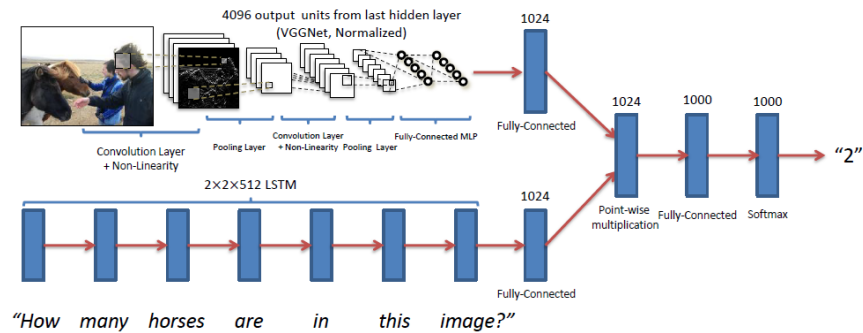 4096 output units from last hidden layer
(VGGNet, Normalized)
1024
Fully-Connected
Convolution Layer
+ Non-Linearity
Pooling Layer
Convolution Layer
+ Non-Linearity
Pooling Layer
Fully-Connected MLP
1024
1000
1000
"2"
Point-wise
multiplication
Fully-Connected
Softmax
2×2×512 LSTM
1024
Fully-Connected
"How many horses are in this image?"